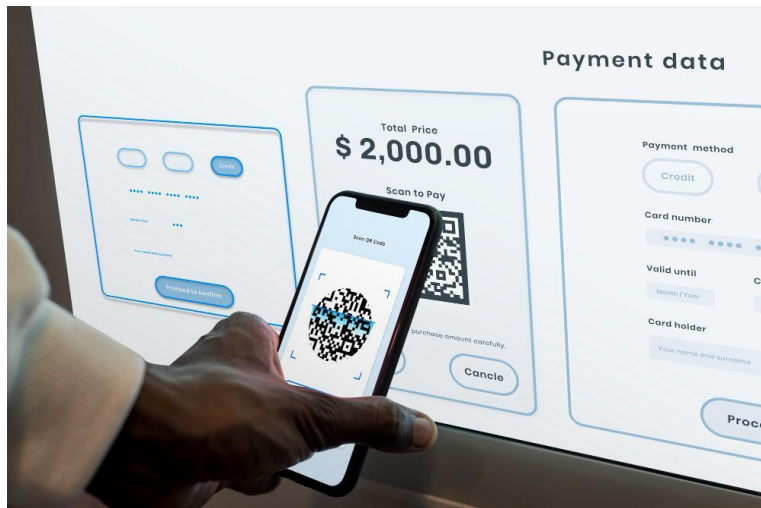 Payment data
Credit
•••• •••• •••• ••••
•••
Proceed to confirm
Total Price
$ 2,000.00
Scan to Pay
purchase amount carefully.
Cancle
Scan QR Code
Payment method
Credit
Card number
•••• ••••
Valid until
Month / Year
Card holder
Your name and surname